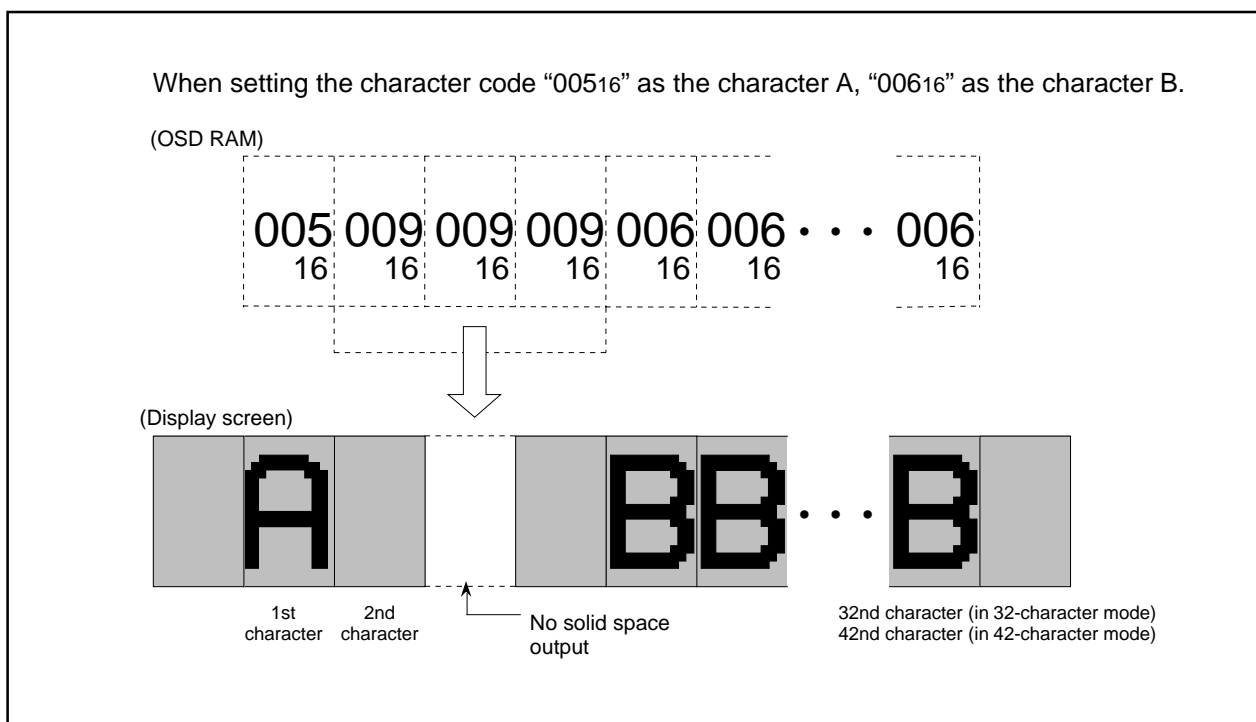 When setting the character code “00516” as the character A, “00616” as the character B.
(OSD RAM)
005 009 009 009 006 006 • • • 006
16 16 16 16 16 16 16
(Display screen)
A BB • • • B
1st character
2nd character
No solid space output
32nd character (in 32-character mode)
42nd character (in 42-character mode)